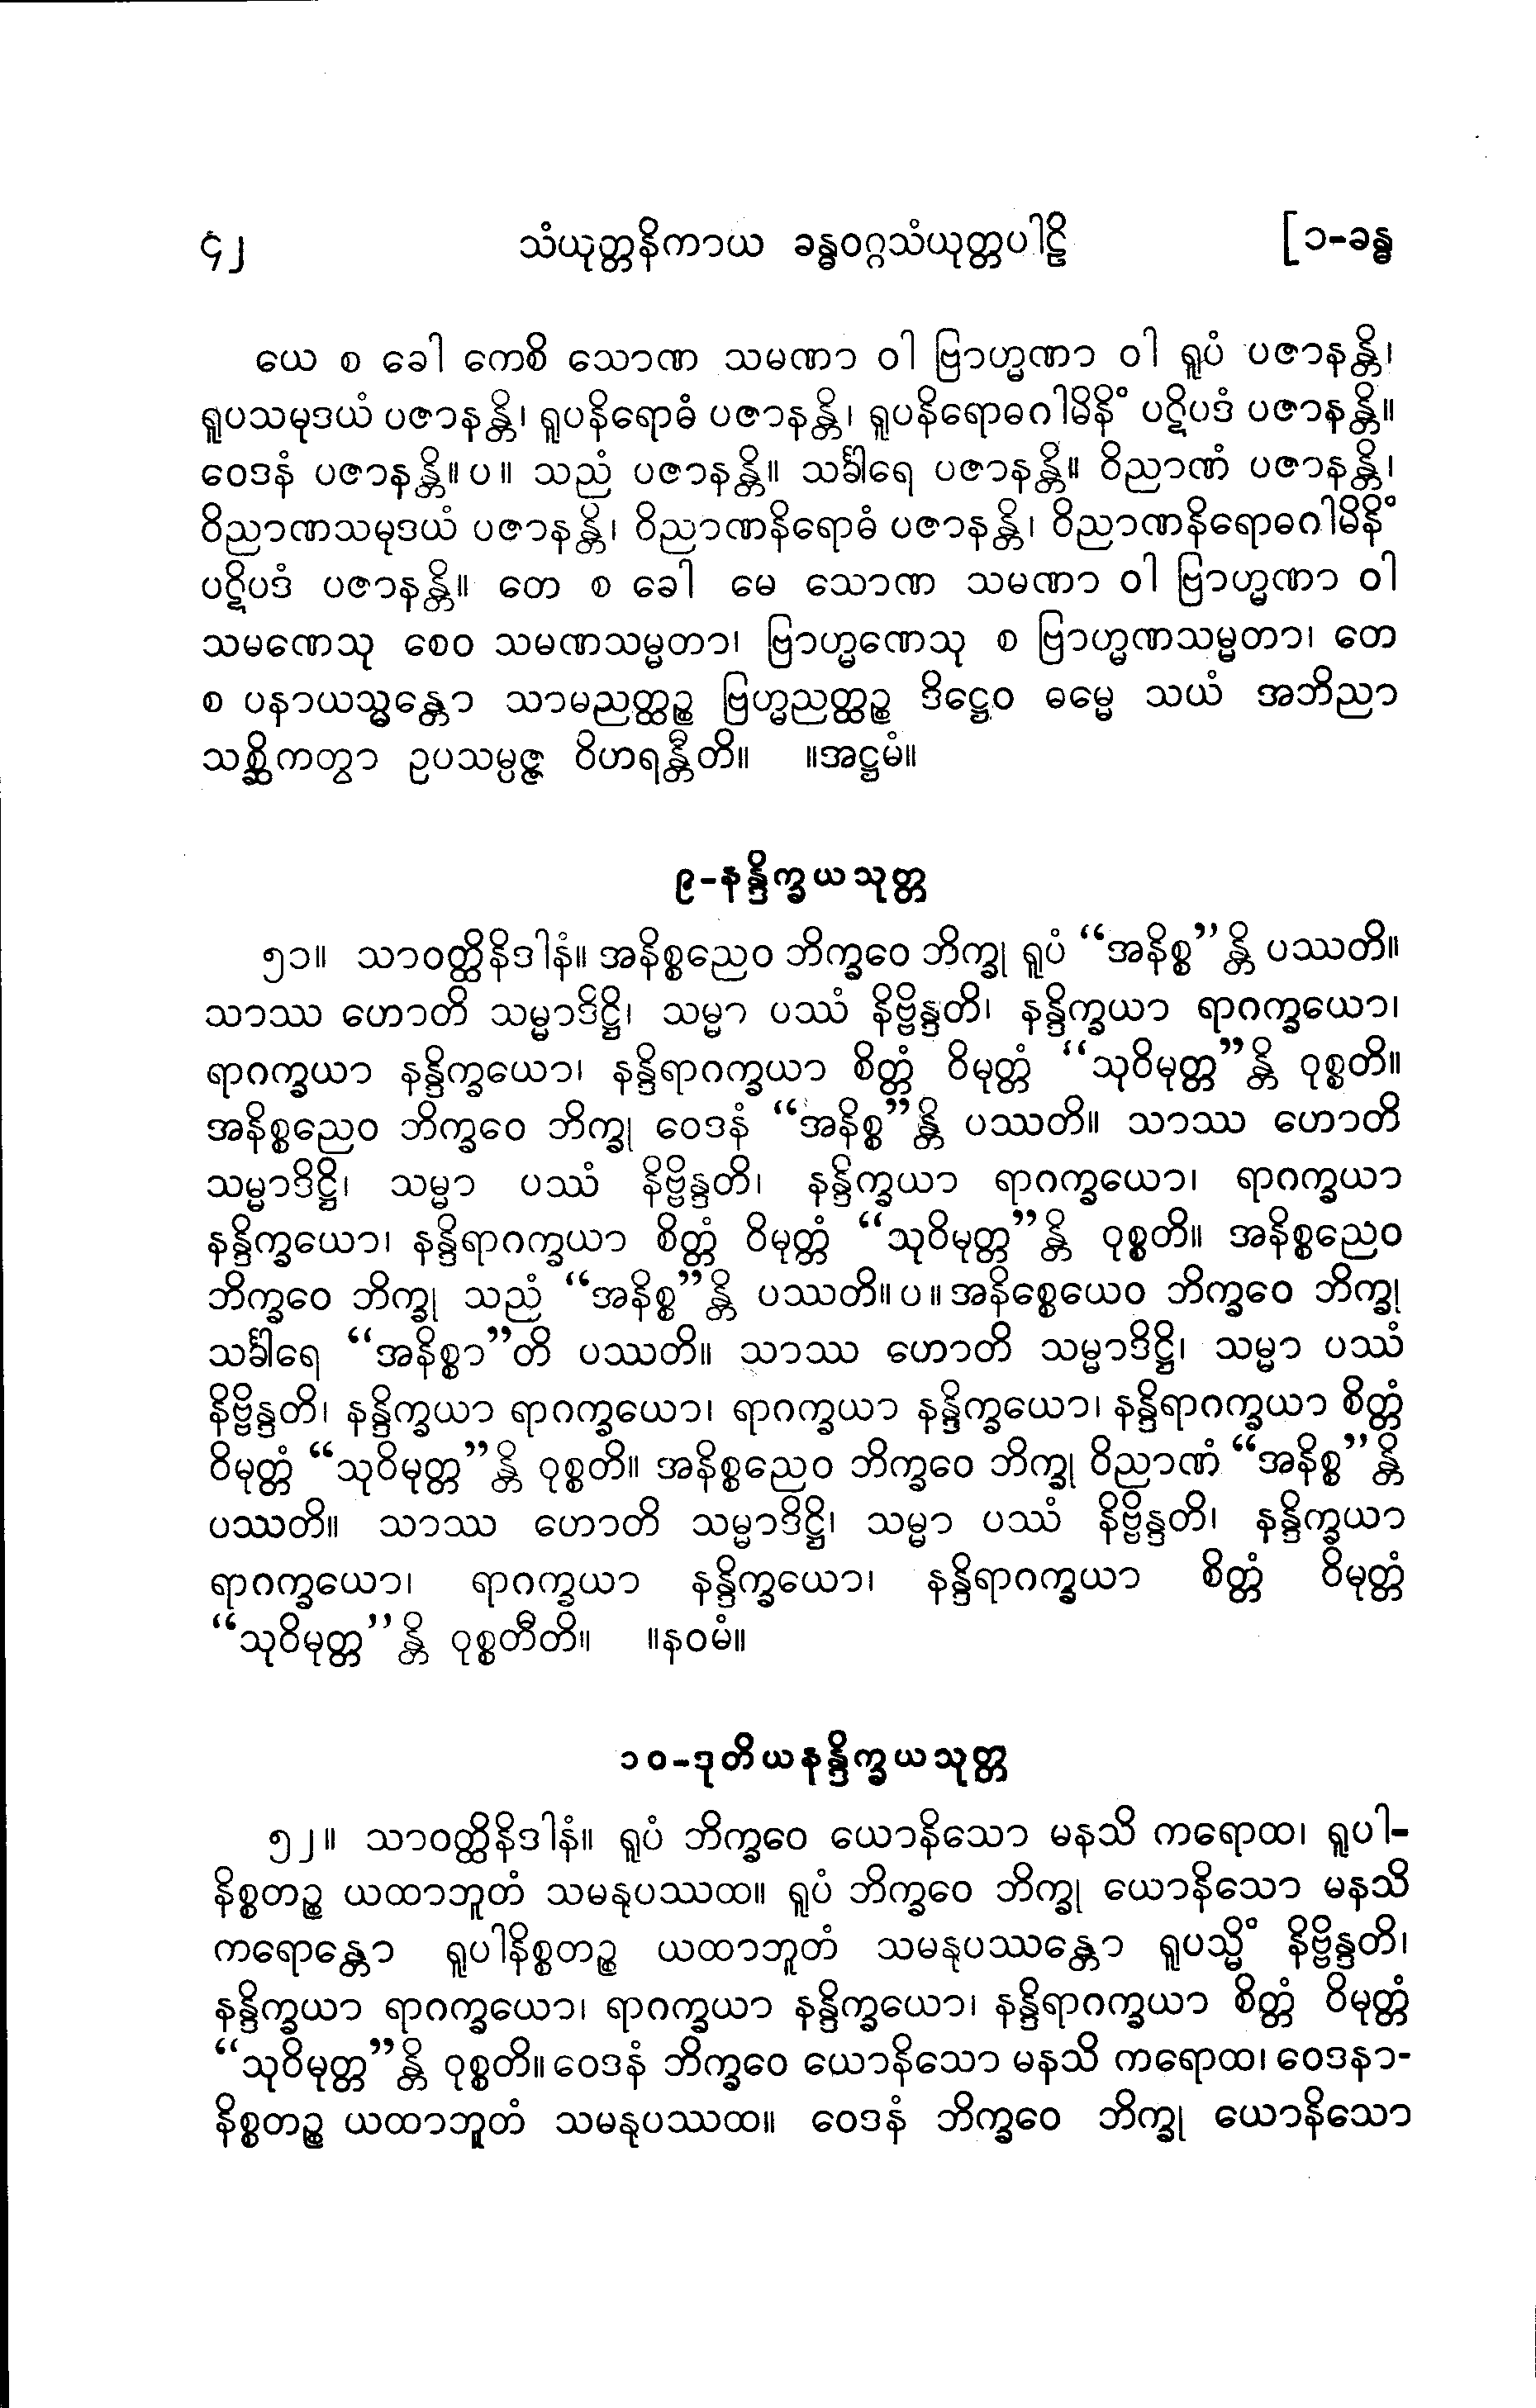 ၄၂ သံယုတ္တနိကာယ ခန္ဓဝဂ္ဂသံယုတ္တပါဠိ [၁-ခန္ဓ
ယေ စ ခေါ ကေစိ သောဏ သမဏာ ဝါ ဗြာဟ္မဏာ ဝါ ရူပံ ပဇာနန္တိ၊
ရူပသမုဒယံ ပဇာနန္တိ၊ ရူပနိရောဓံ ပဇာနန္တိ၊ ရူပနိရောဓဂါမိနိံ ပဋိပဒံ ပဇာနန္တိ။
ဝေဒနံ ပဇာနန္တိ။ပ။ သညံ ပဇာနန္တိ။ သင်္ခါရေ ပဇာနန္တိ။ ဝိညာဏံ ပဇာနန္တိ၊
ဝိညာဏသမုဒယံ ပဇာနန္တိ၊ ဝိညာဏနိရောဓံ ပဇာနန္တိ၊ ဝိညာဏနိရောဓဂါမိနိံ
ပဋိပဒံ ပဇာနန္တိ။ တေ စ ခေါ မေ သောဏ သမဏာ ဝါ ဗြာဟ္မဏာ ဝါ
သမဏေသု စေဝ သမဏသမ္မတာ၊ ဗြာဟ္မဏေသု စ ဗြာဟ္မဏသမ္မတာ၊ တေ
စ ပနာယသ္မန္တော သာမညတ္ထဉ္စ ဗြဟ္မညတ္ထဉ္စ ဒိဋ္ဌေဝ ဓမ္မေ သယံ အဘိညာ
သစ္ဆိကတွာ ဥပသမ္ပဇ္ဇ ဝိဟရန္တီတိ။ ။အဋ္ဌမံ။
၉-နန္ဒိက္ခယသုတ္တ
၅၁။ သာဝတ္ထိနိဒါနံ။ အနိစ္စညေဝ ဘိက္ခဝေ ဘိက္ခု ရူပံ “အနိစ္စ”န္တိ ပဿတိ။
သာဿ ဟောတိ သမ္မာဒိဋ္ဌိ၊ သမ္မာ ပဿံ နိဗ္ဗိန္ဒတိ၊ နန္ဒိက္ခယာ ရာဂက္ခယော၊
ရာဂက္ခယာ နန္ဒိက္ခယော၊ နန္ဒိရာဂက္ခယာ စိတ္တံ ဝိမုတ္တံ “သုဝိမုတ္တ”န္တိ ဝုစ္စတိ။
အနိစ္စညေဝ ဘိက္ခဝေ ဘိက္ခု ဝေဒနံ “အနိစ္စ”န္တိ ပဿတိ။ သာဿ ဟောတိ
သမ္မာဒိဋ္ဌိ၊ သမ္မာ ပဿံ နိဗ္ဗိန္ဒတိ၊ နန္ဒိက္ခယာ ရာဂက္ခယော၊ ရာဂက္ခယာ
နန္ဒိက္ခယော၊ နန္ဒိရာဂက္ခယာ စိတ္တံ ဝိမုတ္တံ “သုဝိမုတ္တ”န္တိ ဝုစ္စတိ။ အနိစ္စညေဝ
ဘိက္ခဝေ ဘိက္ခု သညံ “အနိစ္စ”န္တိ ပဿတိ။ပ။အနိစ္စေယေဝ ဘိက္ခဝေ ဘိက္ခု
သင်္ခါရေ “အနိစ္စာ”တိ ပဿတိ။ သာဿ ဟောတိ သမ္မာဒိဋ္ဌိ၊ သမ္မာ ပဿံ
နိဗ္ဗိန္ဒတိ၊ နန္ဒိက္ခယာ ရာဂက္ခယော၊ ရာဂက္ခယာ နန္ဒိက္ခယော၊ နန္ဒိရာဂက္ခယာ စိတ္တံ
ဝိမုတ္တံ “သုဝိမုတ္တ”န္တိ ဝုစ္စတိ။ အနိစ္စညေဝ ဘိက္ခဝေ ဘိက္ခု ဝိညာဏံ “အနိစ္စ”န္တိ
ပဿတိ။ သာဿ ဟောတိ သမ္မာဒိဋ္ဌိ၊ သမ္မာ ပဿံ နိဗ္ဗိန္ဒတိ၊ နန္ဒိက္ခယာ
ရာဂက္ခယော၊ ရာဂက္ခယာ နန္ဒိက္ခယော၊ နန္ဒိရာဂက္ခယာ စိတ္တံ ဝိမုတ္တံ
“သုဝိမုတ္တ”န္တိ ဝုစ္စတီတိ။ ။နဝမံ။
၁၀-ဒုတိယနန္ဒိက္ခယသုတ္တ
၅၂။ သာဝတ္ထိနိဒါနံ။ ရူပံ ဘိက္ခဝေ ယောနိသော မနသိ ကရောထ၊ ရူပါ-
နိစ္စတဉ္စ ယထာဘူတံ သမနုပဿထ။ ရူပံ ဘိက္ခဝေ ဘိက္ခု ယောနိသော မနသိ
ကရောန္တော ရူပါနိစ္စတဉ္စ ယထာဘူတံ သမနုပဿန္တော ရူပသ္မိံ နိဗ္ဗိန္ဒတိ၊
နန္ဒိက္ခယာ ရာဂက္ခယော၊ ရာဂက္ခယာ နန္ဒိက္ခယော၊ နန္ဒိရာဂက္ခယာ စိတ္တံ ဝိမုတ္တံ
“သုဝိမုတ္တ”န္တိ ဝုစ္စတိ။ ဝေဒနံ ဘိက္ခဝေ ယောနိသော မနသိ ကရောထ၊ ဝေဒနာ-
နိစ္စတဉ္စ ယထာဘူတံ သမနုပဿထ။ ဝေဒနံ ဘိက္ခဝေ ဘိက္ခု ယောနိသော